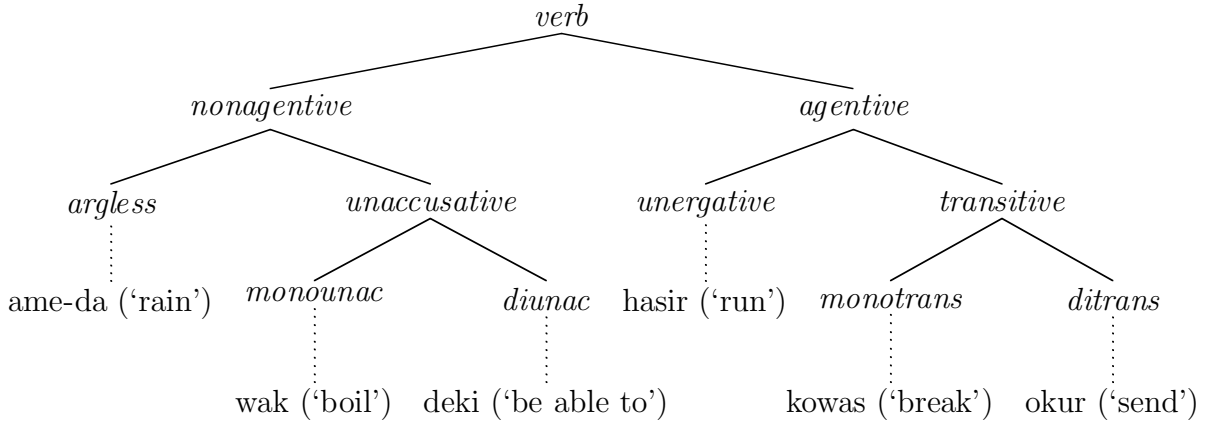 verb
nonagentive agentive
argless unaccusative unergative transitive
ame-da (‘rain’) monounac diunac hasir (‘run’) monotrans ditrans
wak (‘boil’) deki (‘be able to’) kowas (‘break’) okur (‘send’)